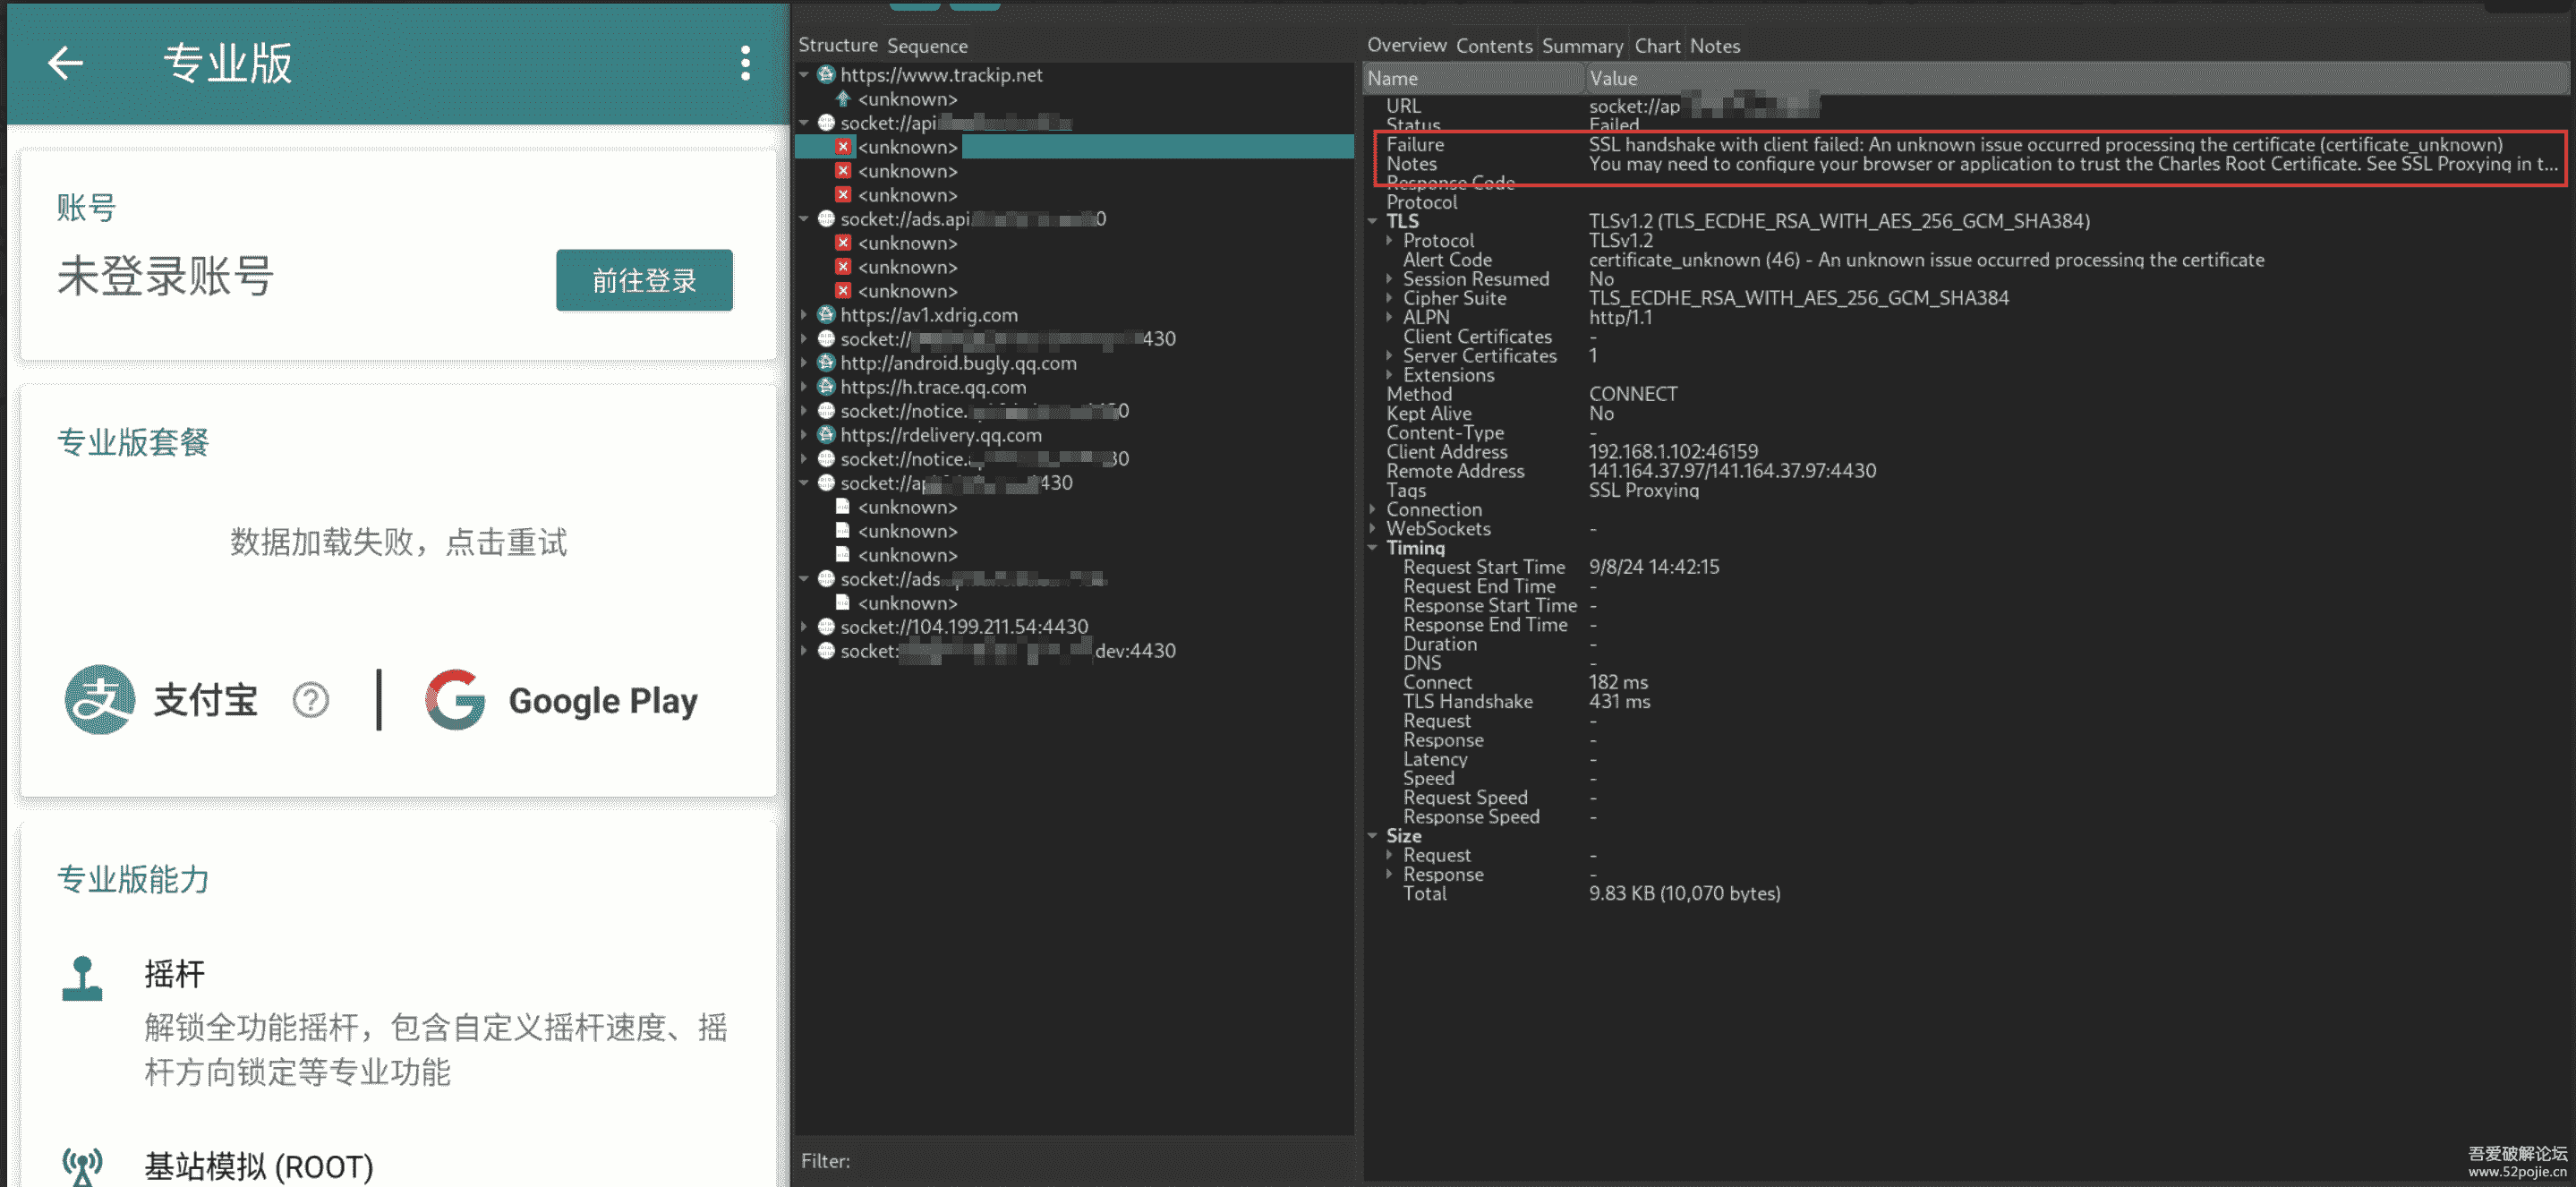 专业版
账号
未登录账号
前往登录
专业版套餐
数据加载失败，点击重试
支付宝
Google Play
专业版能力
摇杆
解锁全功能摇杆，包含自定义摇杆速度、摇
杆方向锁定等专业功能
基站模拟 (ROOT)
Structure Sequence
https://www.trackip.net
<unknown>
socket://api
<unknown>
<unknown>
<unknown>
socket://ads.api 0
<unknown>
<unknown>
<unknown>
https://av1.xdrig.com
socket:// 430
http://android.bugly.qq.com
https://h.trace.qq.com
socket://notice. 0
https://rdelivery.qq.com
socket://notice. 30
socket://ap 430
<unknown>
<unknown>
<unknown>
socket://ads
<unknown>
socket://104.199.211.54:4430
socket: dev:4430
Filter:
Overview Contents Summary Chart Notes
Name Value
URL socket://ap
Status Failed
Failure SSL handshake with client failed: An unknown issue occurred processing the certificate (certificate_unknown)
Notes You may need to configure your browser or application to trust the Charles Root Certificate. See SSL Proxying in t...
Response Code
Protocol
TLS TLSv1.2 (TLS_ECDHE_RSA_WITH_AES_256_GCM_SHA384)
Protocol TLSv1.2
Alert Code certificate_unknown (46) - An unknown issue occurred processing the certificate
Session Resumed No
Cipher Suite TLS_ECDHE_RSA_WITH_AES_256_GCM_SHA384
ALPN http/1.1
Client Certificates -
Server Certificates 1
Extensions
Method CONNECT
Kept Alive No
Content-Type -
Client Address 192.168.1.102:46159
Remote Address 141.164.37.97/141.164.37.97:4430
Tags SSL Proxying
Connection
WebSockets -
Timing
Request Start Time 9/8/24 14:42:15
Request End Time -
Response Start Time -
Response End Time -
Duration -
DNS -
Connect 182 ms
TLS Handshake 431 ms
Request -
Response -
Latency -
Speed -
Request Speed -
Response Speed -
Size
Request -
Response -
Total 9.83 KB (10,070 bytes)
吾爱破解论坛
www.52pojie.cn